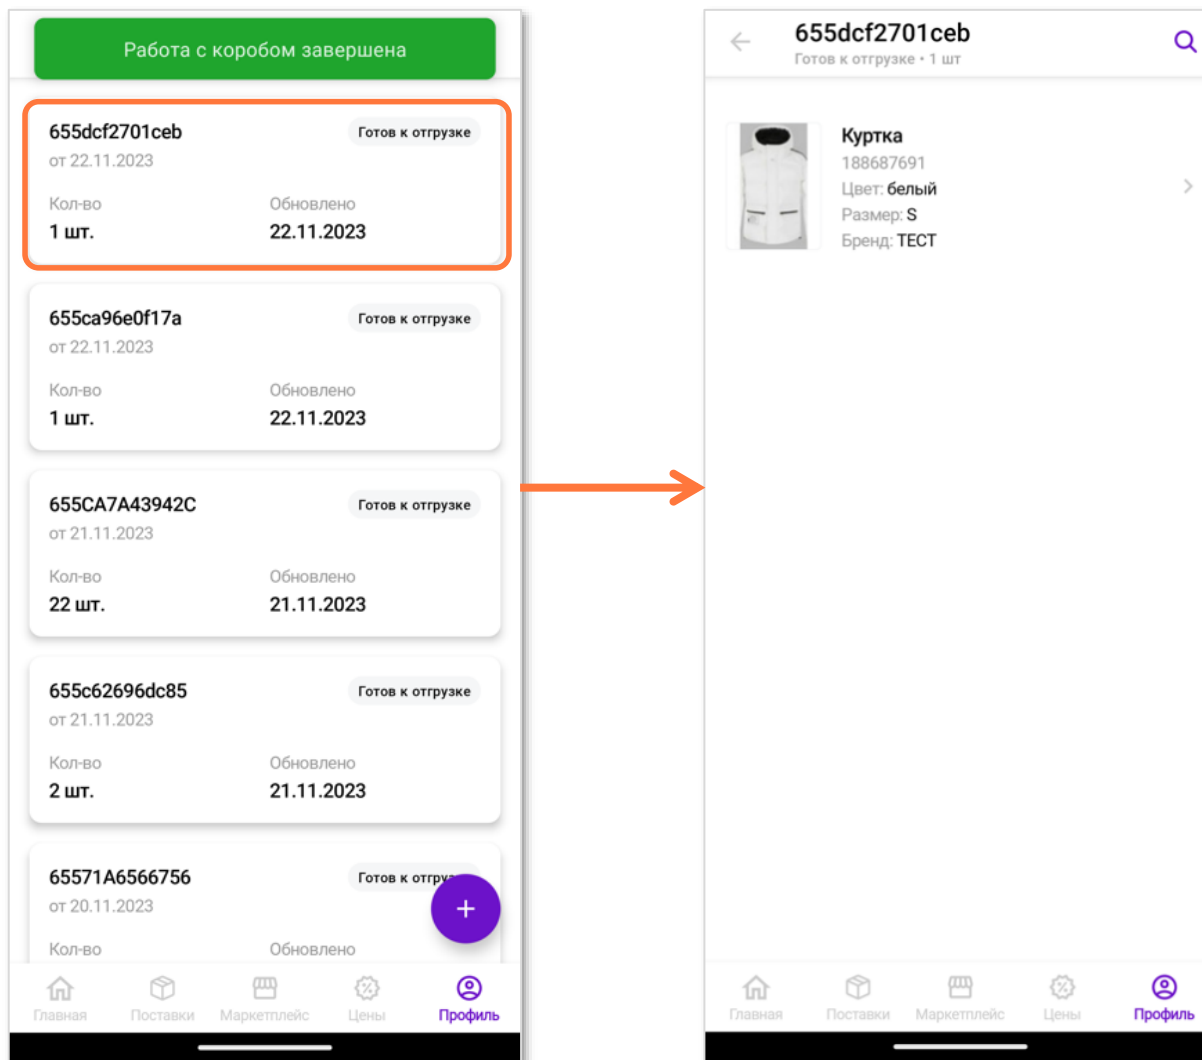 Работа с коробом завершена
655dcf2701ceb
Готов к отгрузке
от 22.11.2023
Кол-во
Обновлено
1 шт.
22.11.2023
655ca96e0f17a
Готов к отгрузке
от 22.11.2023
Кол-во
Обновлено
1 шт.
22.11.2023
655CA7A43942C
Готов к отгрузке
от 21.11.2023
Кол-во
Обновлено
22 шт.
21.11.2023
655c62696dc85
Готов к отгрузке
от 21.11.2023
Кол-во
Обновлено
2 шт.
21.11.2023
65571A6566756
Готов к
от 20.11.2023
+
Кол-во
Обновлено
Главная
Поставки
Маркетплейс
Цены
Профиль
655dcf2701ceb
Готов к отгрузке • 1 шт
Куртка
188687691
Цвет: белый
Размер: S
Бренд: ТЕСТ
Главная
Поставки
Маркетплейс
Цены
Профиль